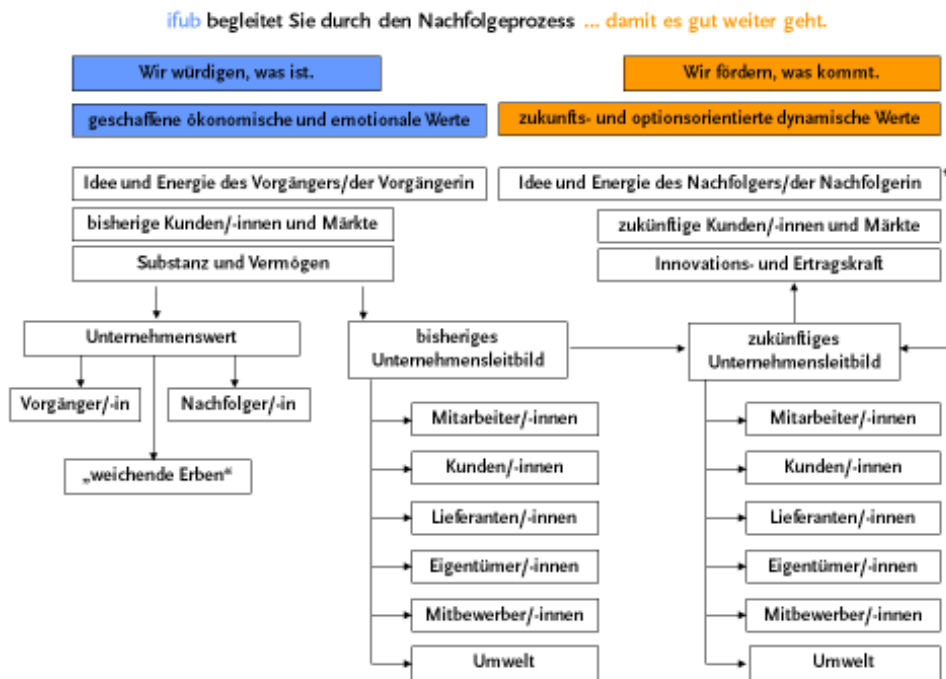 ifub begleitet Sie durch den Nachfolgeprozess ... damit es gut weiter geht.
Wir würdigen, was ist.
Wir fördern, was kommt.
geschaffene ökonomische und emotionale Werte
zukunfts- und optionsorientierte dynamische Werte
Idee und Energie des Vorgängers/der Vorgängerin
Idee und Energie des Nachfolgers/der Nachfolgerin
bisherige Kunden/-innen und Märkte
zukünftige Kunden/-innen und Märkte
Substanz und Vermögen
Innovations- und Ertragskraft
Unternehmenswert
bisheriges
Unternehmensleitbild
zukünftiges
Unternehmensleitbild
Vorgänger/-in
Nachfolger/-in
„weichende Erben“
Mitarbeiter/-innen
Kunden/-innen
Lieferanten/-innen
Eigentümer/-innen
Mitbewerber/-innen
Umwelt
Mitarbeiter/-innen
Kunden/-innen
Lieferanten/-innen
Eigentümer/-innen
Mitbewerber/-innen
Umwelt